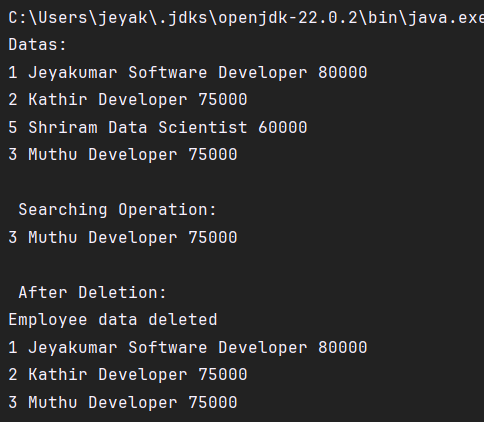 C:\Users\jeyak\.jdks\openjdk-22.0.2\bin\java.exe
Datas:
1 Jeyakumar Software Developer 80000
2 Kathir Developer 75000
5 Shriram Data Scientist 60000
3 Muthu Developer 75000
Searching Operation:
3 Muthu Developer 75000
After Deletion:
Employee data deleted
1 Jeyakumar Software Developer 80000
2 Kathir Developer 75000
3 Muthu Developer 75000